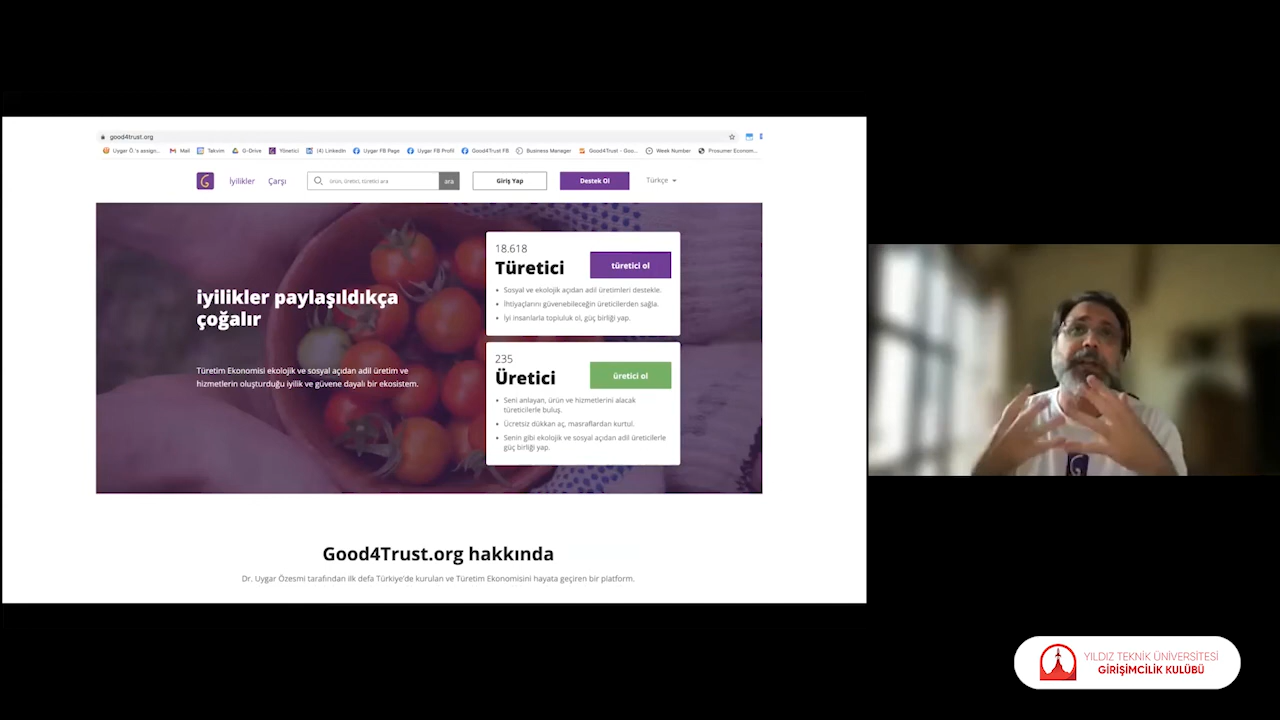 good4trust.org
Uygar Ö.'s assign...
Mail
Takvim
G-Drive
Yönetici
(4) LinkedIn
Uygar FB Page
Uygar FB Profil
Good4Trust FB
Business Manager
Good4Trust - Goo...
Week Number
Prosumer Econom...
İyilikler
Çarşı
ürün, üretici, türetici ara
ara
Giriş Yap
Destek Ol
Türkçe
iyilikler paylaşıldıkça
çoğalır
Türetim Ekonomisi ekolojik ve sosyal açıdan adil üretim ve
hizmetlerin oluşturduğu iyilik ve güvene dayalı bir ekosistem.
18.618
Türetici
türetici ol
• Sosyal ve ekolojik açıdan adil üretimleri destekle.
• İhtiyaçlarını güvenebileceğin üreticilerden sağla.
• İyi insanlarla topluluk ol, güç birliği yap.
235
Üretici
üretici ol
• Seni anlayan, ürün ve hizmetlerini alacak
türeticilerle buluş.
• Ücretsiz dükkan aç, masraflardan kurtul.
• Senin gibi ekolojik ve sosyal açıdan adil üreticilerle
güç birliği yap.
Good4Trust.org hakkında
Dr. Uygar Özesmi tarafından ilk defa Türkiye'de kurulan ve Türetim Ekonomisini hayata geçiren bir platform.
YILDIZ TEKNİK ÜNİVERSİTESİ
GİRİŞİMCİLİK KULÜBÜ